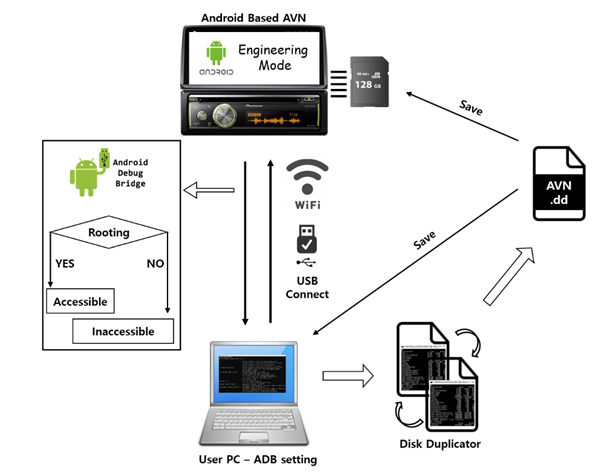 Android Based AVN
Engineering
Mode
ANDROID
Pioneer
128 GB
Save
Android
Debug
Bridge
AVN
.dd
WiFi
Rooting
Save
YES
NO
USB
Connect
Accessible
Inaccessible
Disk Duplicator
User PC – ADB setting